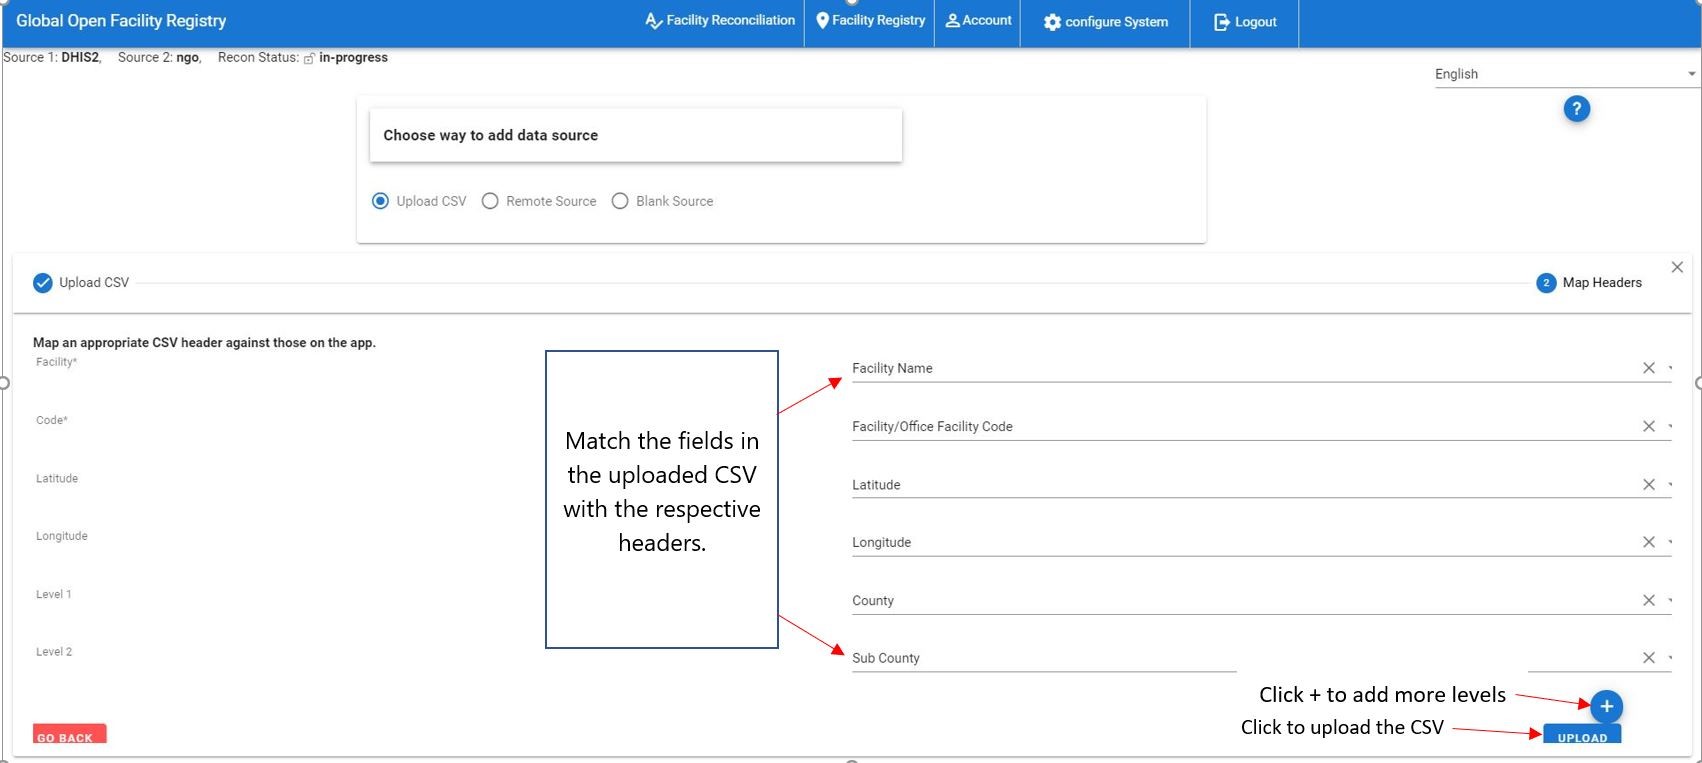 Global Open Facility Registry
Facility Reconciliation
Facility Registry
Account
configure System
Logout
Source 1: DHIS2, Source 2: ngo, Recon Status: in-progress
English
?
Choose way to add data source
Upload CSV
Remote Source
Blank Source
Upload CSV
2 Map Headers
Map an appropriate CSV header against those on the app.
Facility*
Facility Name
Code*
Facility/Office Facility Code
Latitude
Latitude
Longitude
Longitude
Level 1
County
Level 2
Sub County
Match the fields in
the uploaded CSV
with the respective
headers.
Click + to add more levels
+
Click to upload the CSV
GO BACK
UPLOAD